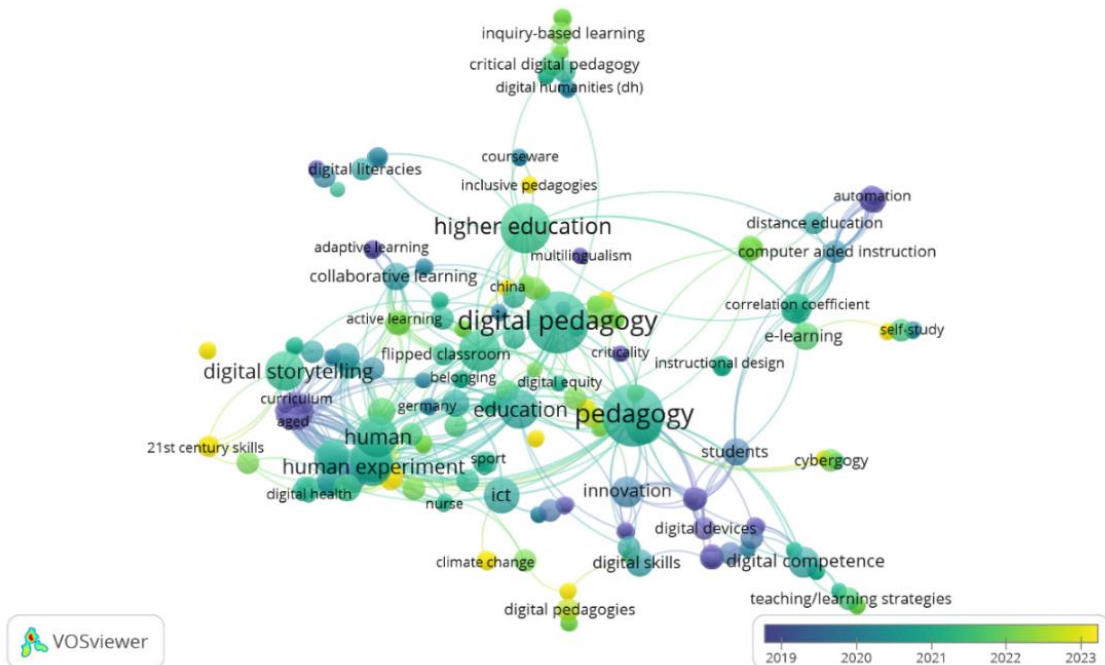 inquiry-based learning
critical digital pedagogy
digital humanities (dh)
courseware
digital literacies
inclusive pedagogies
automation
higher education
distance education
adaptive learning
multilingualism
computer aided instruction
collaborative learning
china
correlation coefficient
active learning
digital pedagogy
self-study
e-learning
flipped classroom
criticality
instructional design
digital storytelling
belonging
digital equity
curriculum
germany
education
pedagogy
aged
human
21st century skills
students
cybergogy
human experiment
sport
digital health
nurse
ict
innovation
digital devices
climate change
digital skills
digital competence
teaching/learning strategies
digital pedagogies
VOSviewer
2019 2020 2021 2022 2023